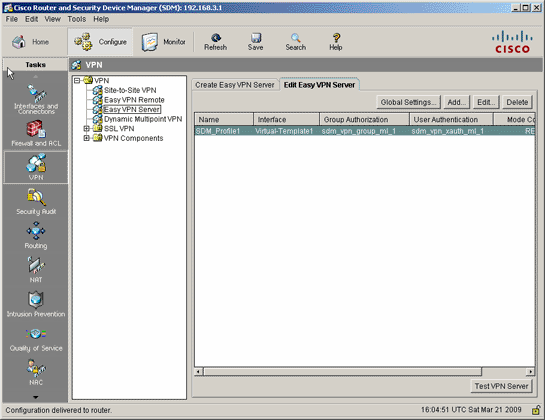 Cisco Router and Security Device Manager (SDM): 192.168.3.1
File Edit View Tools Help
Home Configure Monitor Refresh Save Search Help
CISCO
Tasks
VPN
Interfaces and Connections
Firewall and ACL
VPN
Security Audit
Routing
NAT
Intrusion Prevention
Quality of Service
NAC
VPN
Site-to-Site VPN
Easy VPN Remote
Easy VPN Server
Dynamic Multipoint VPN
SSL VPN
VPN Components
Create Easy VPN Server Edit Easy VPN Server
Global Settings... Add... Edit... Delete
Name Interface Group Authorization User Authentication Mode Co
SDM_Profile1 Virtual-Template1 sdm_vpn_group_ml_1 sdm_vpn_xauth_ml_1 RE
Test VPN Server
Configuration delivered to router. 16:04:51 UTC Sat Mar 21 2009